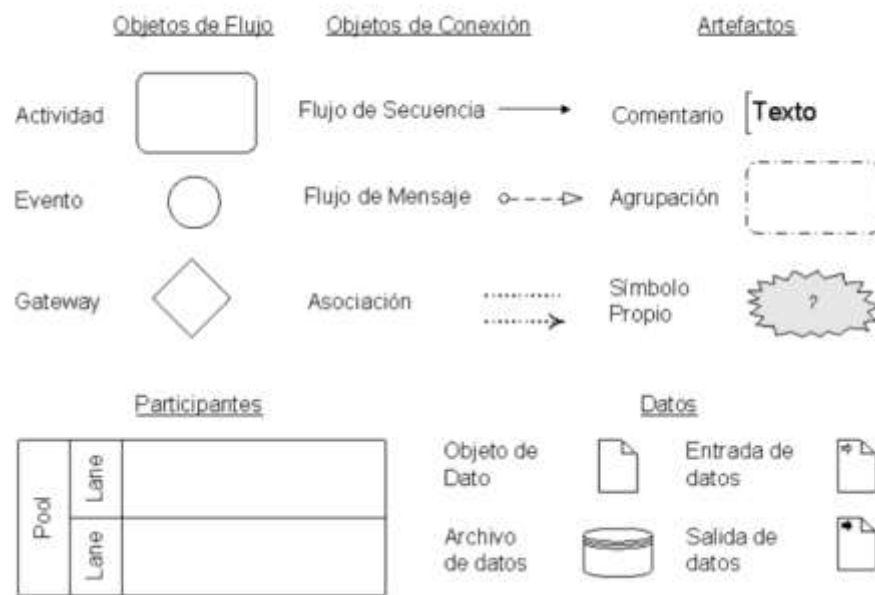 Objetos de Flujo
Objetos de Conexión
Artefactos
Actividad
Flujo de Secuencia
Comentario
Texto
Evento
Flujo de Mensaje
Agrupación
Gateway
Asociación
Símbolo
Propio
?
Participantes
Datos
Pool
Lane
Lane
Objeto de
Dato
Entrada de
datos
Archivo
de datos
Salida de
datos